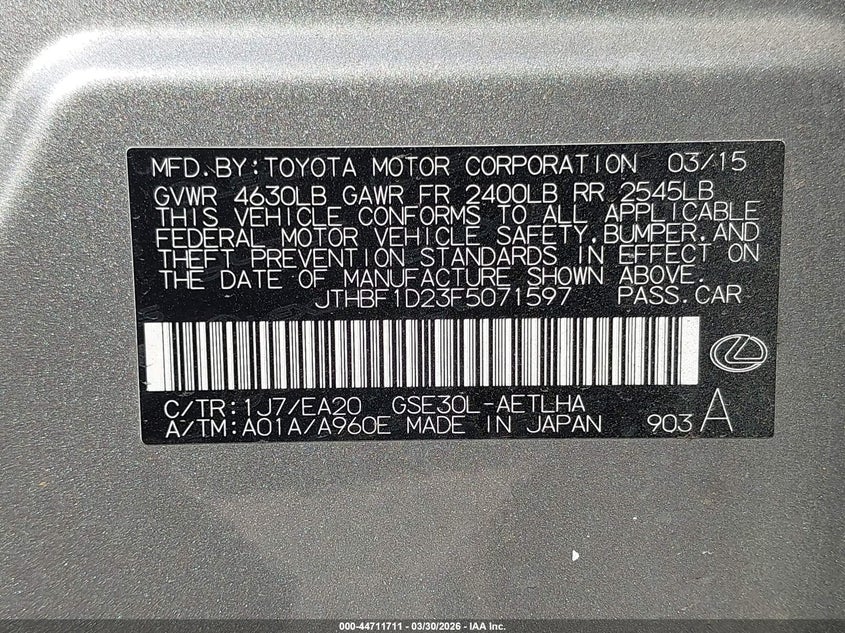 MFD.BY:TOYOTA MOTOR CORPORATION 03/15
GVWR 4630LB GAWR FR 2400LB RR 2545LB
THIS VEHICLE CONFORMS TO ALL APPLICABLE
FEDERAL MOTOR VEHICLE SAFETY,BUMPER,AND
THEFT PREVENTION STANDARDS IN EFFECT ON
THE DATE OF MANUFACTURE SHOWN ABOVE.
JTHBF1D23F5071597 PASS.CAR
C/TR:1J7/EA20 GSE30L-AETLHA
A/TM:A01A/A960E MADE IN JAPAN 903 A
000-44711711 - 03/30/2026 - IAA Inc.